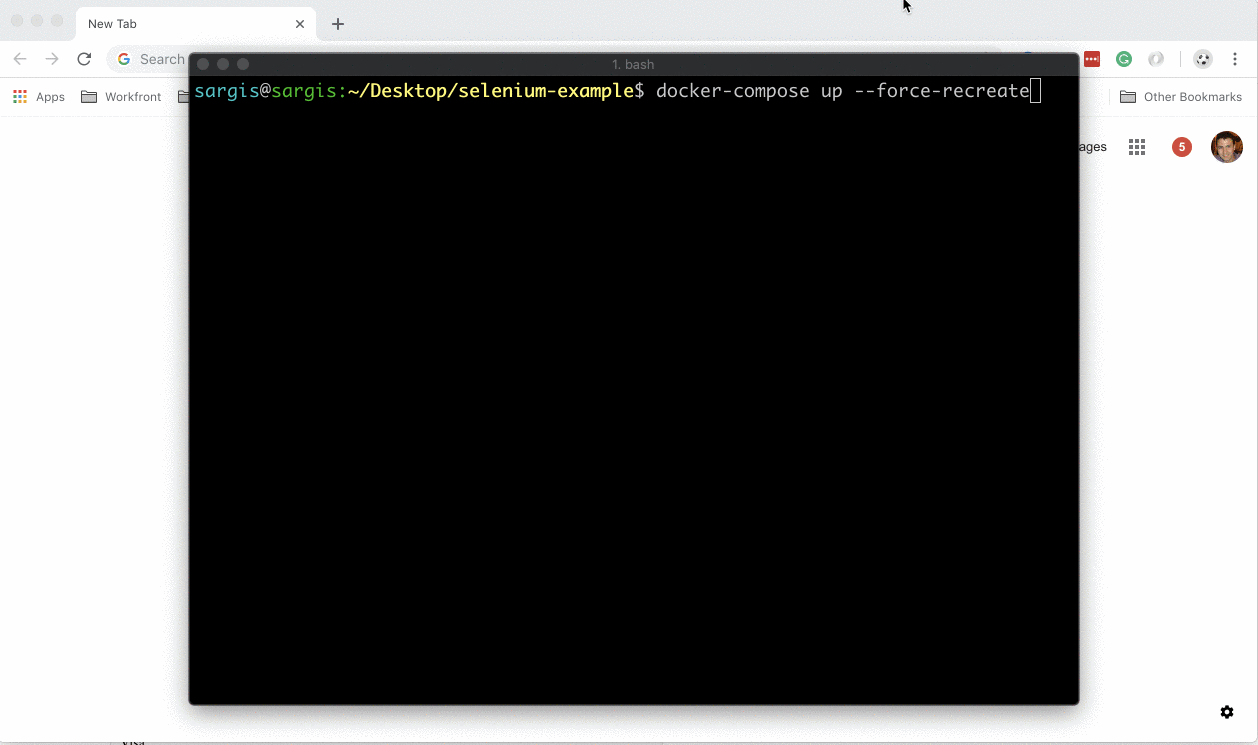 New Tab
Search
1. bash
Apps
Workfront
Other Bookmarks
sargis@sargis:~/Desktop/selenium-example$ docker-compose up --force-recreate
ages
5